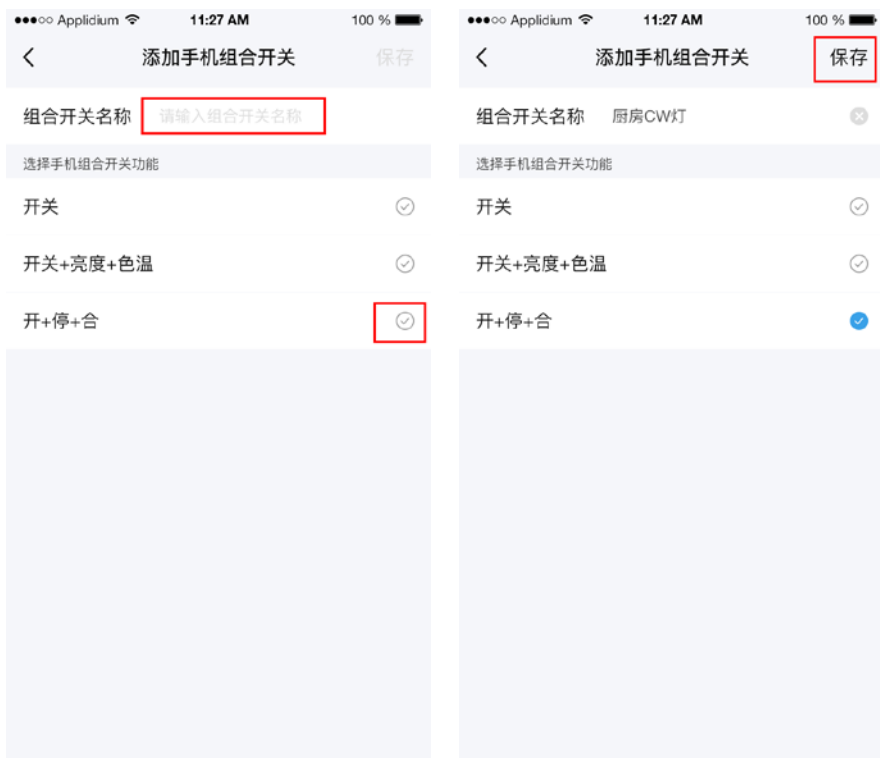 Applidium 11:27 AM 100 %
添加手机组合开关 保存
组合开关名称 请输入组合开关名称
选择手机组合开关功能
开关
开关+亮度+色温
开+停+合
Applidium 11:27 AM 100 %
添加手机组合开关 保存
组合开关名称 厨房CW灯
选择手机组合开关功能
开关
开关+亮度+色温
开+停+合